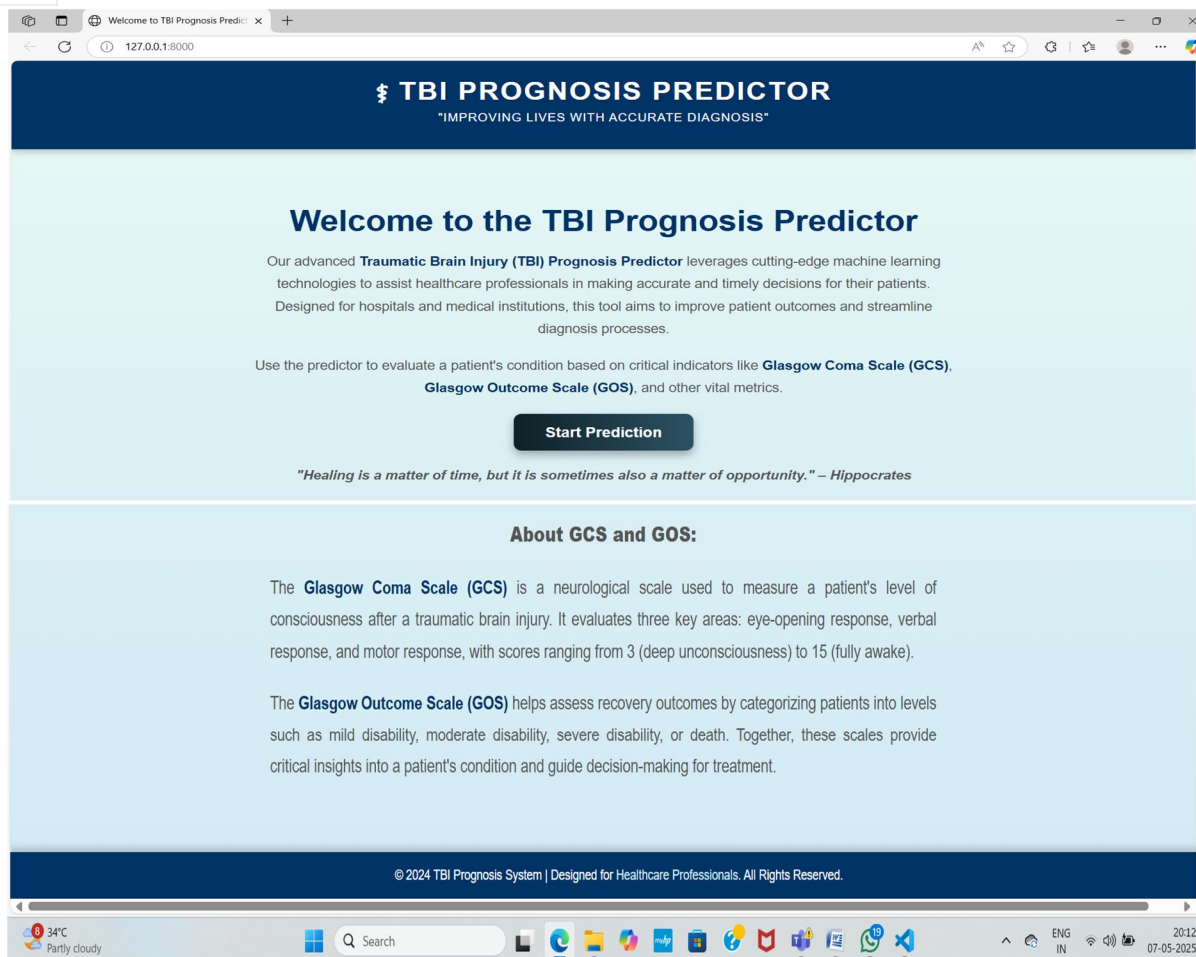 Welcome to TBI Prognosis Predict
127.0.0.1:8000
TBI PROGNOSIS PREDICTOR
"IMPROVING LIVES WITH ACCURATE DIAGNOSIS"
Welcome to the TBI Prognosis Predictor
Our advanced Traumatic Brain Injury (TBI) Prognosis Predictor leverages cutting-edge machine learning
technologies to assist healthcare professionals in making accurate and timely decisions for their patients.
Designed for hospitals and medical institutions, this tool aims to improve patient outcomes and streamline
diagnosis processes.
Use the predictor to evaluate a patient's condition based on critical indicators like Glasgow Coma Scale (GCS),
Glasgow Outcome Scale (GOS), and other vital metrics.
Start Prediction
"Healing is a matter of time, but it is sometimes also a matter of opportunity." – Hippocrates
About GCS and GOS:
The Glasgow Coma Scale (GCS) is a neurological scale used to measure a patient's level of
consciousness after a traumatic brain injury. It evaluates three key areas: eye-opening response, verbal
response, and motor response, with scores ranging from 3 (deep unconsciousness) to 15 (fully awake).
The Glasgow Outcome Scale (GOS) helps assess recovery outcomes by categorizing patients into levels
such as mild disability, moderate disability, severe disability, or death. Together, these scales provide
critical insights into a patient's condition and guide decision-making for treatment.
© 2024 TBI Prognosis System | Designed for Healthcare Professionals. All Rights Reserved.
8 34°C
Partly cloudy
Search
myhp
19
ENG
IN
20:12
07-05-2025